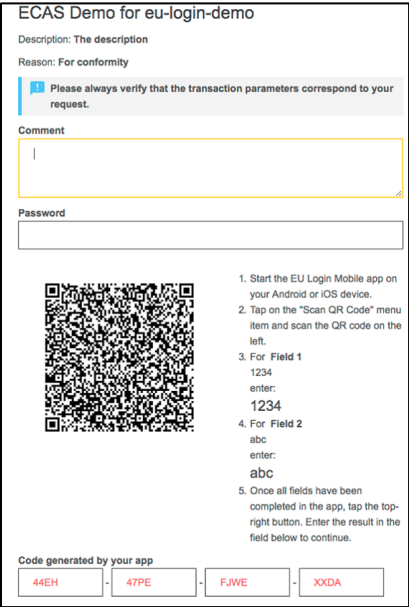 ECAS Demo for eu-login-demo
Description: The description
Reason: For conformity
Please always verify that the transaction parameters correspond to your
request.
Comment
Password
1. Start the EU Login Mobile app on
your Android or iOS device.
2. Tap on the "Scan QR Code" menu
item and scan the QR code on the
left.
3. For Field 1
1234
enter:
1234
4. For Field 2
abc
enter:
abc
5. Once all fields have been
completed in the app, tap the top-
right button. Enter the result in the
field below to continue.
Code generated by your app
44EH - 47PE - FJWE - XXDA